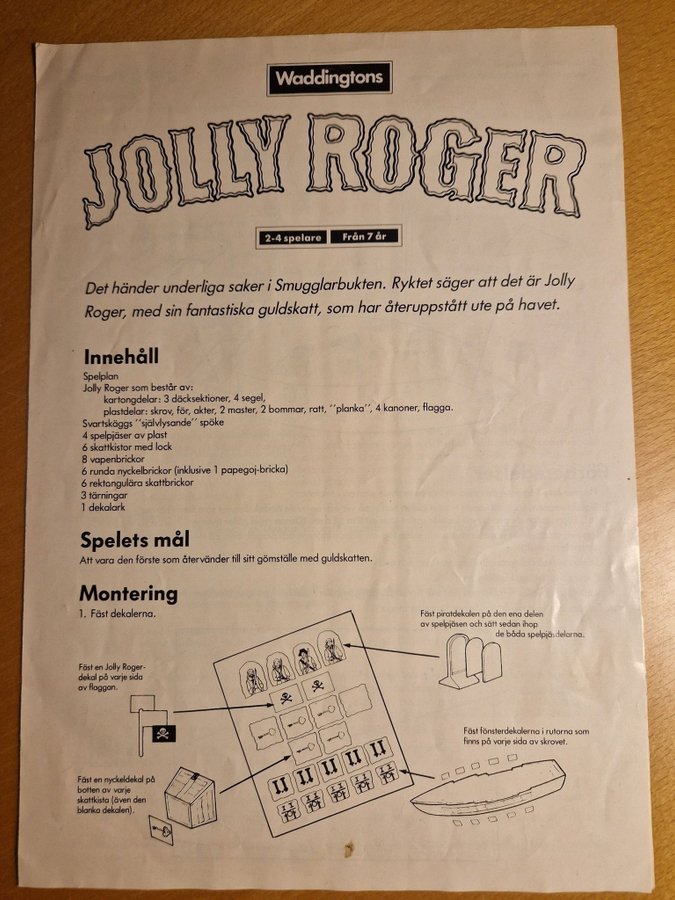 Waddingtons
JOLLY ROGER
2-4 spelare Från 7 år
Det händer underliga saker i Smugglarbukten. Ryktet säger att det är Jolly
Roger, med sin fantastiska guldskatt, som har återuppstått ute på havet.
Innehåll
Spelplan
Jolly Roger som består av:
kartongdelar: 3 däcksektioner, 4 segel,
plastdelar: skrov, för, akter, 2 master, 2 bommar, ratt, "planka", 4 kanoner, flagga.
Svartskäggs "självlysande" spöke
4 spelpjäser av plast
6 skattkistor med lock
8 vapenbrickor
6 runda nyckelbrickor (inklusive 1 papegoj-bricka)
6 rektangulära skattbrickor
3 tärningar
1 dekalark
Spelets mål
Att vara den förste som återvänder till sitt gömställe med guldskatten.
Montering
1. Fäst dekalerna.
Fäst piratdekalen på den ena delen
av spelpjäsen och sätt sedan ihop
de båda spelpjäsdelarna.
Fäst en Jolly Roger-
dekal på varje sida
av flaggan.
Fäst fönsterdekalerna i rutorna som
finns på varje sida av skrovet.
Fäst en nyckeldekal på
botten av varje
skattkista (även den
blanka dekalen).